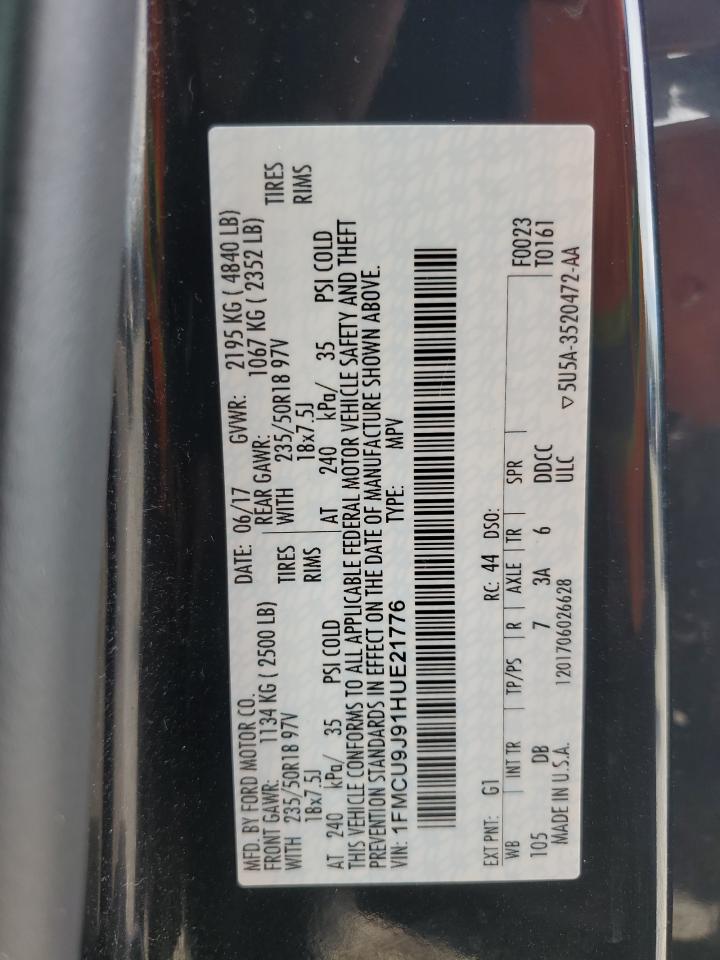 MFD. BY FORD MOTOR CO. DATE: 06/17 GVWR: 2195 KG ( 4840 LB)
FRONT GAWR: 1134 KG ( 2500 LB) REAR GAWR: 1067 KG ( 2352 LB)
WITH 235/50R18 97V TIRES WITH 235/50R18 97V TIRES
18x7.5J RIMS 18x7.5J RIMS
AT 240 kPa/ 35 PSI COLD AT 240 kPa/ 35 PSI COLD
THIS VEHICLE CONFORMS TO ALL APPLICABLE FEDERAL MOTOR VEHICLE SAFETY AND THEFT
PREVENTION STANDARDS IN EFFECT ON THE DATE OF MANUFACTURE SHOWN ABOVE.
VIN: 1FMCU9J91HUE21776 TYPE: MPV
EXT PNT: G1 RC: 44 DSO:
WB INT TR TP/PS R AXLE TR SPR F0023
105 DB 7 3A 6 DDCC T0161
MADE IN U.S.A. 1201706026628 ULC
▽5U5A-3520472-AA